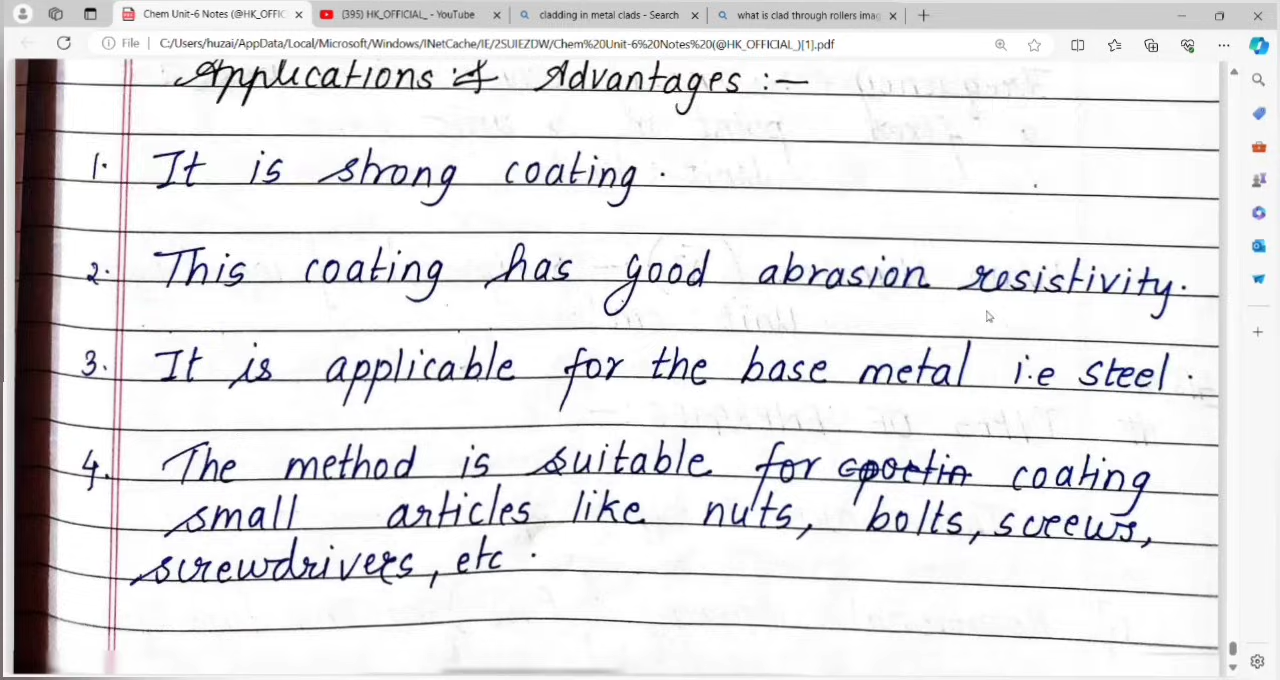 Chem Unit-6 Notes (@HK_OFFIC
(395) HK_OFFICIAL_ - YouTube
cladding in metal clads - Search
what is clad through rollers imag
File
C:/Users/huzai/AppData/Local/Microsoft/Windows/INetCache/IE/2SUIEZDW/Chem%20Unit-6%20Notes%20(@HK_OFFICIAL_)[1].pdf
Applications & Advantages :-
1. It is strong coating.
2. This coating has good abrasion resistivity.
3. It is applicable for the base metal i.e steel.
4. The method is suitable for coating
small articles like nuts, bolts, screws,
screwdrivers, etc.